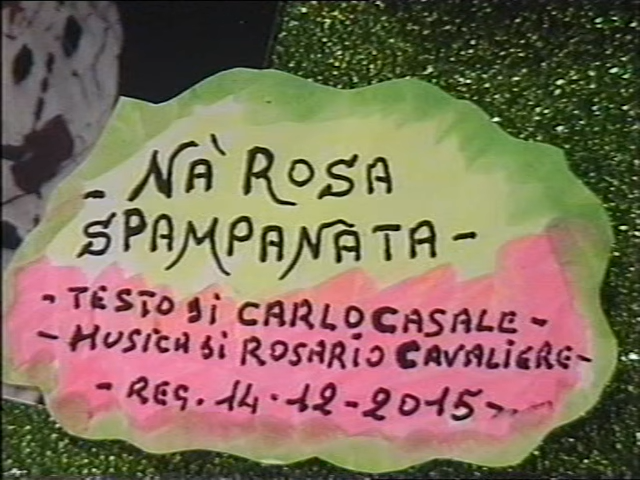 - NA' ROSA
SPAMPANATA -
- TESTO di CARLO CASALE -
- MUSICA di ROSARIO CAVALIERE -
- REG. 14.12-2015 -